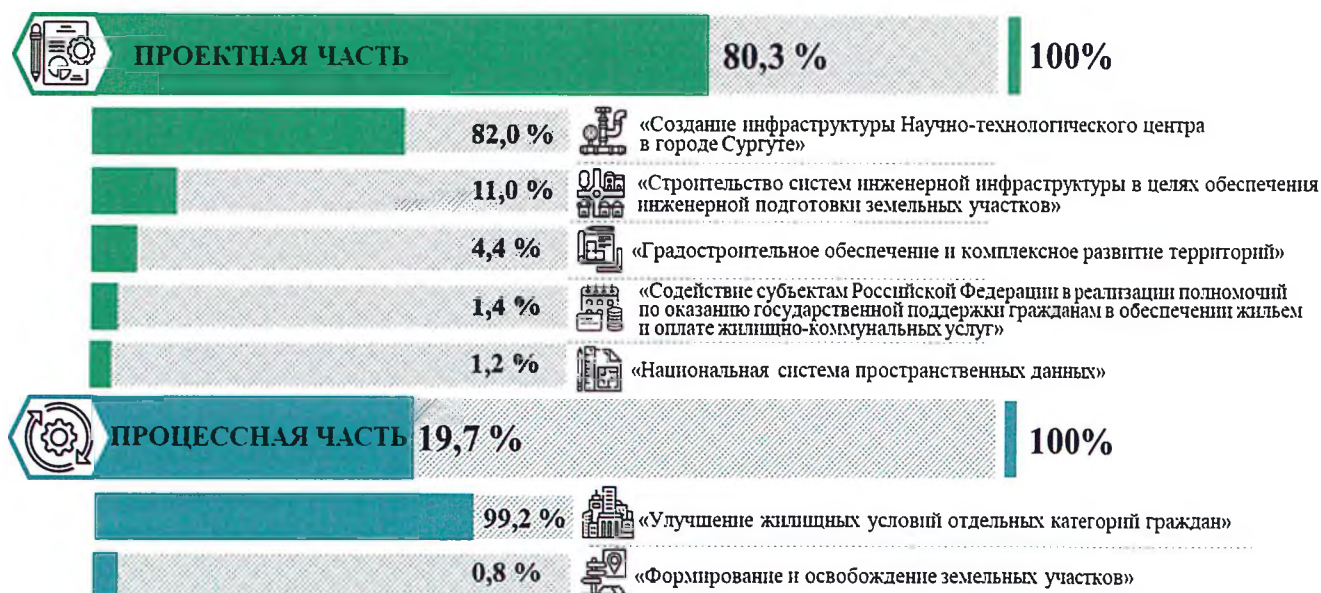 ПРОЕКТНАЯ ЧАСТЬ 80,3 % 100%
82,0 % «Создание инфраструктуры Научно-технологического центра
в городе Сургуте»
11,0 % «Строительство систем инженерной инфраструктуры в целях обеспечения
инженерной подготовки земельных участков»
4,4 % «Градостроительное обеспечение и комплексное развитие территорий»
«Содействие субъектам Российской Федерации в реализации полномочий
1,4 % по оказанию государственной поддержки гражданам в обеспечении жильем
и оплате жилищно-коммунальных услуг»
1,2 % «Национальная система пространственных данных»
ПРОЦЕССНАЯ ЧАСТЬ 19,7 % 100%
99,2 % «Улучшение жилищных условий отдельных категорий граждан»
0,8 % «Формирование и освобождение земельных участков»